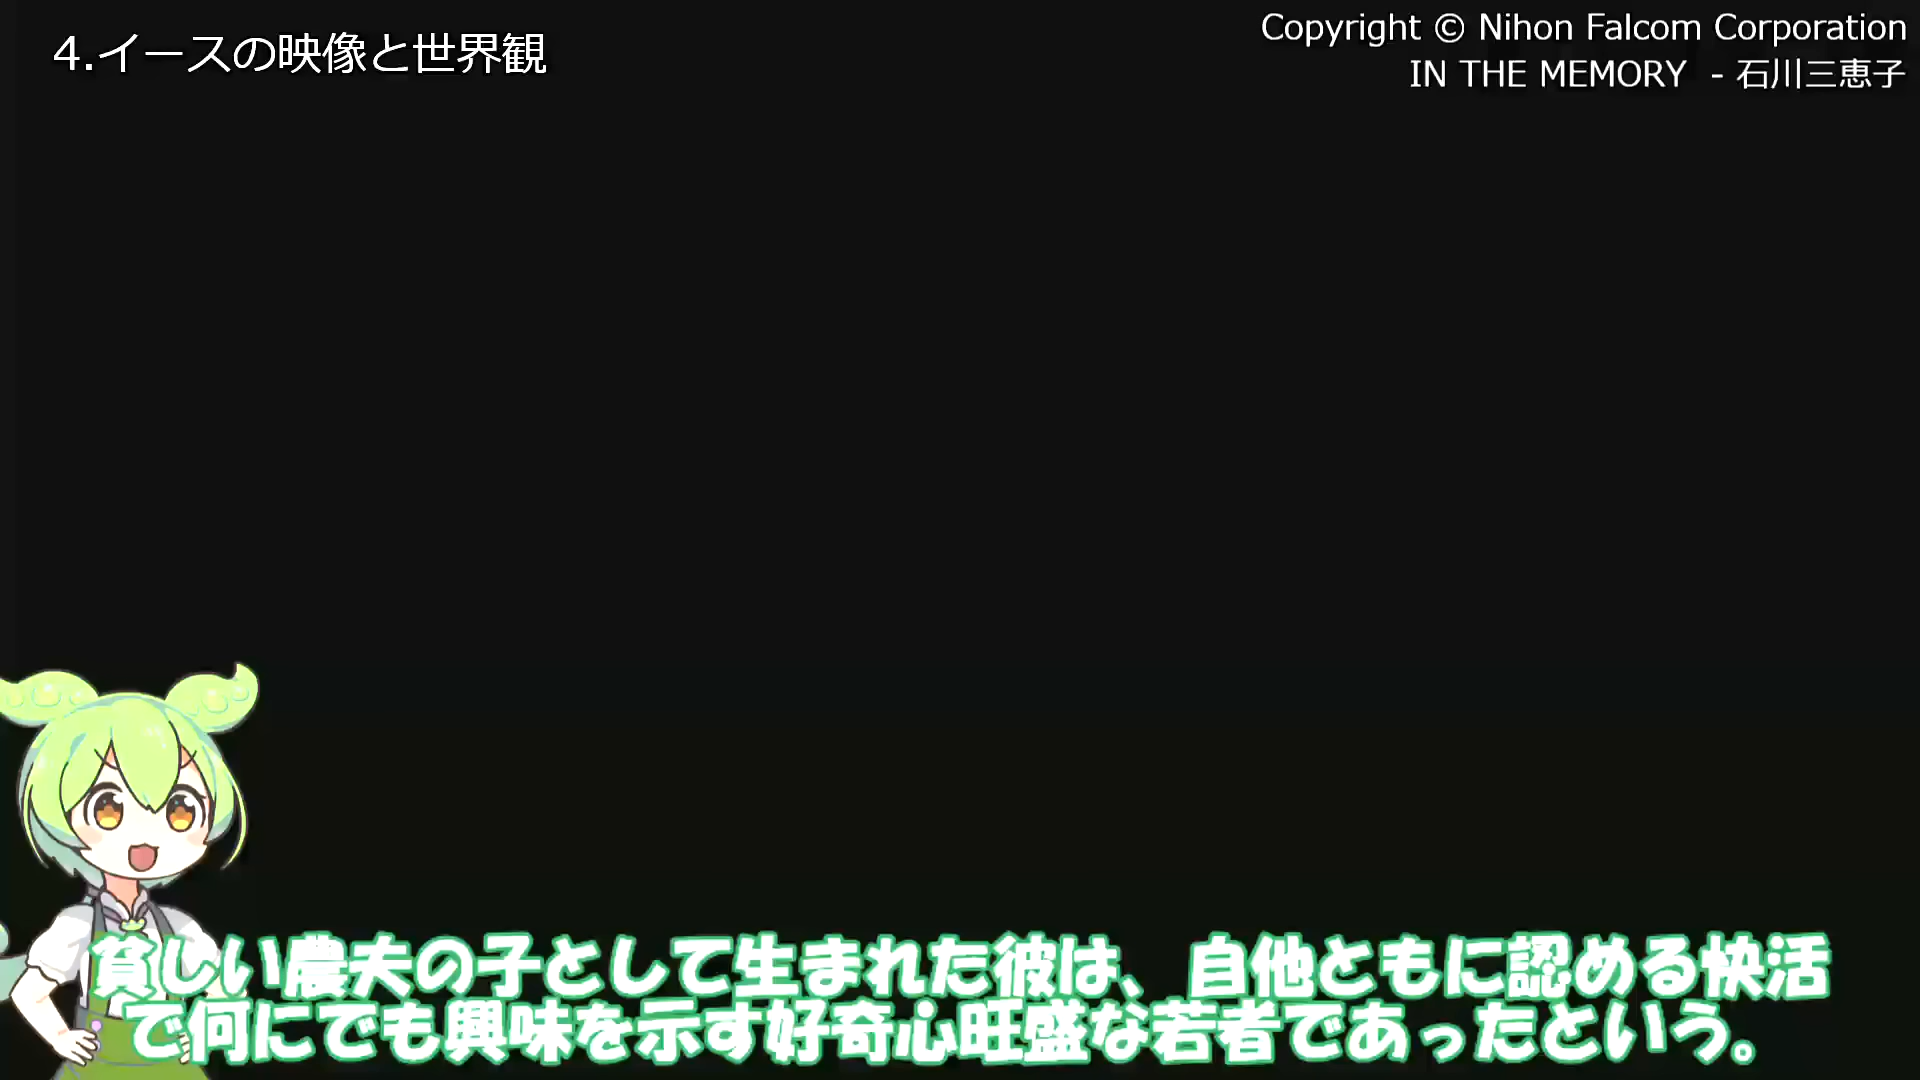 4.イースの映像と世界観
Copyright © Nihon Falcom Corporation
IN THE MEMORY - 石川三恵子
貧しい農夫の子として生まれた彼は、自他ともに認める快活
で何にでも興味を示す好奇心旺盛な若者であったという。